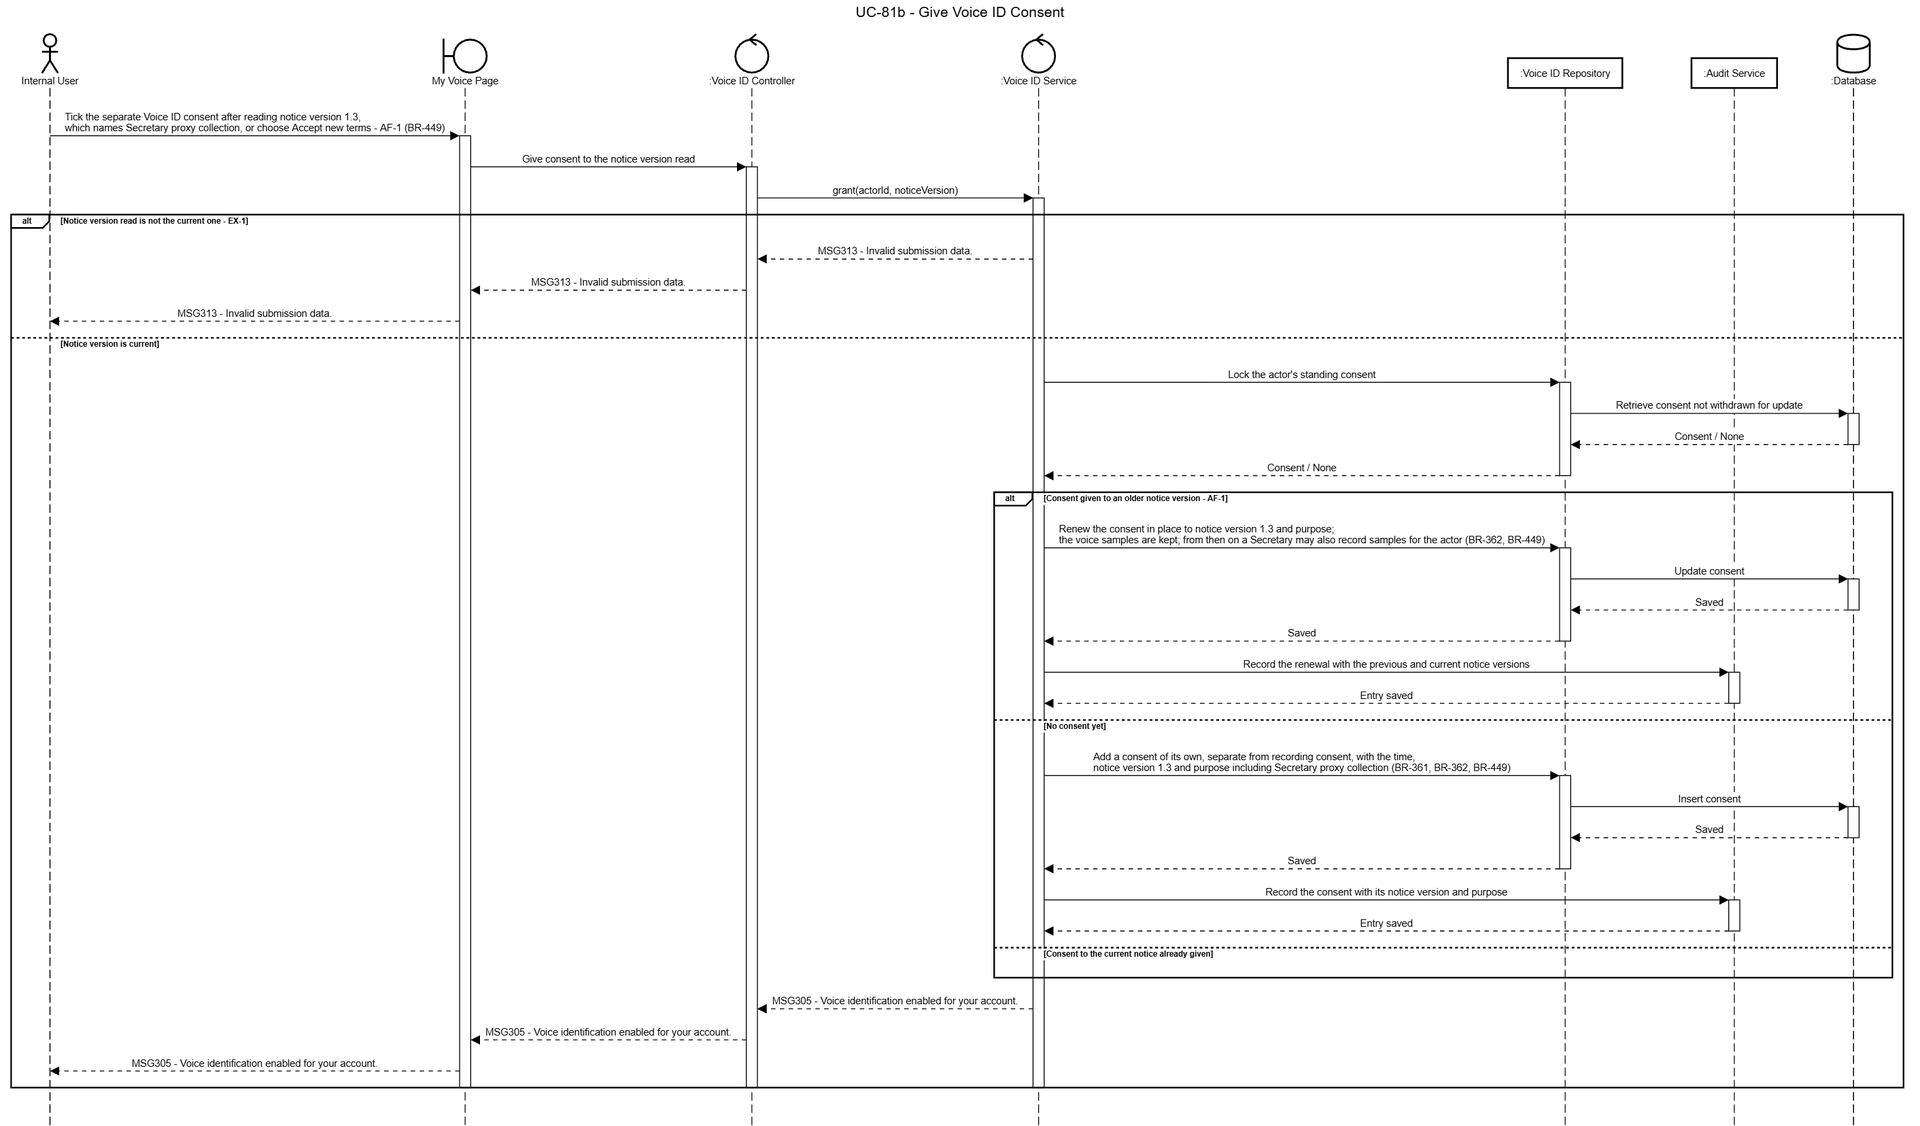 UC-81b - Give Voice ID Consent
Internal User
My Voice Page
:Voice ID Controller
:Voice ID Service
:Voice ID Repository
:Audit Service
:Database
Tick the separate Voice ID consent after reading notice version 1.3,
which names Secretary proxy collection, or choose Accept new terms - AF-1 (BR-449)
Give consent to the notice version read
grant(actorId, noticeVersion)
alt
[Notice version read is not the current one - EX-1]
MSG313 - Invalid submission data.
MSG313 - Invalid submission data.
MSG313 - Invalid submission data.
[Notice version is current]
Lock the actor's standing consent
Retrieve consent not withdrawn for update
Consent / None
Consent / None
alt
[Consent given to an older notice version - AF-1]
Renew the consent in place to notice version 1.3 and purpose;
the voice samples are kept; from then on a Secretary may also record samples for the actor (BR-362, BR-449)
Update consent
Saved
Saved
Record the renewal with the previous and current notice versions
Entry saved
[No consent yet]
Add a consent of its own, separate from recording consent, with the time,
notice version 1.3 and purpose including Secretary proxy collection (BR-361, BR-362, BR-449)
Insert consent
Saved
Saved
Record the consent with its notice version and purpose
Entry saved
[Consent to the current notice already given]
MSG305 - Voice identification enabled for your account.
MSG305 - Voice identification enabled for your account.
MSG305 - Voice identification enabled for your account.